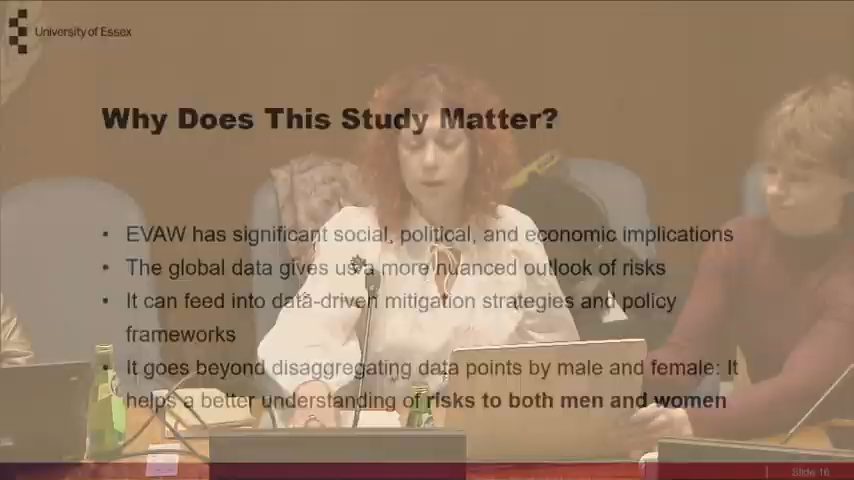 University of Essex
Why Does This Study Matter?
• EVAW has significant social, political, and economic implications
• The global data gives us a more nuanced outlook of risks
• It can feed into data-driven mitigation strategies and policy
frameworks
• It goes beyond disaggregating data points by male and female: It
helps a better understanding of risks to both men and women
Slide 16